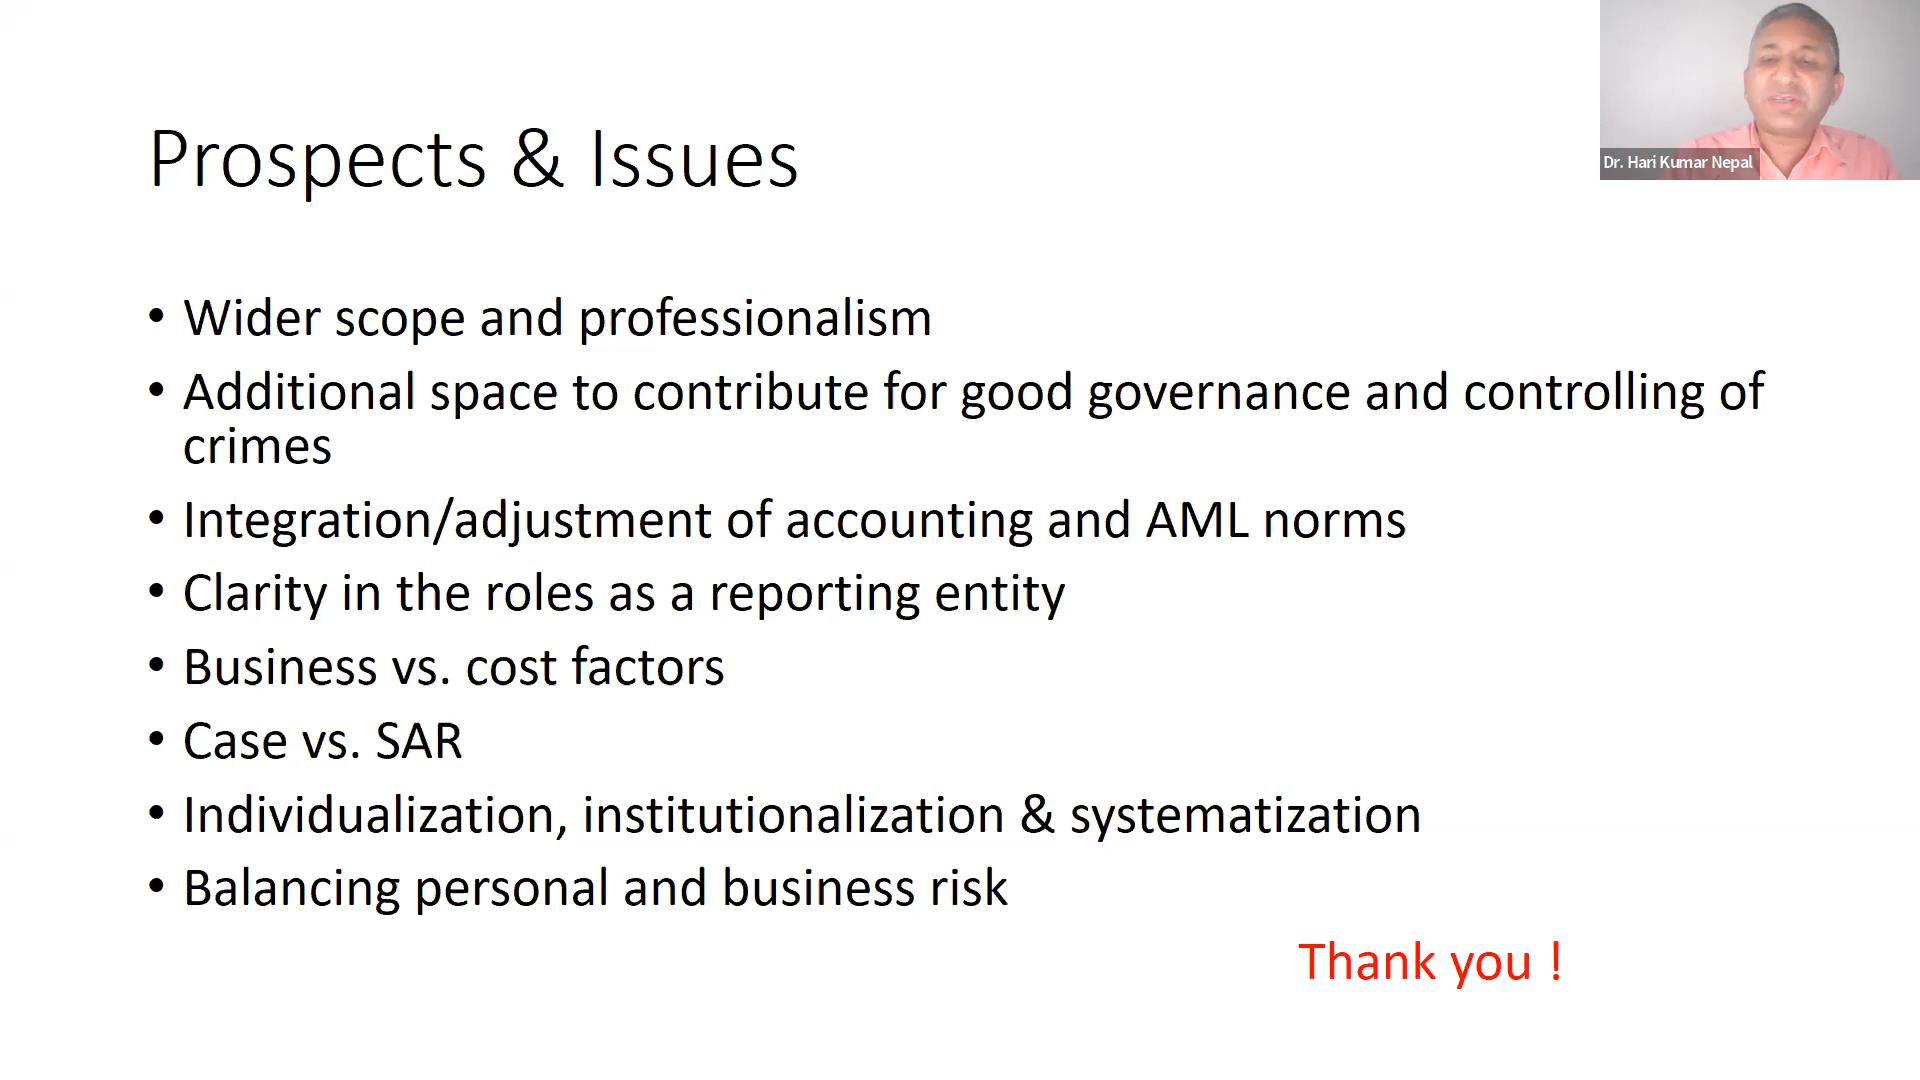 Dr. Hari Kumar Nepal
Prospects & Issues
• Wider scope and professionalism
• Additional space to contribute for good governance and controlling of
crimes
• Integration/adjustment of accounting and AML norms
• Clarity in the roles as a reporting entity
• Business vs. cost factors
• Case vs. SAR
• Individualization, institutionalization & systematization
• Balancing personal and business risk
Thank you !